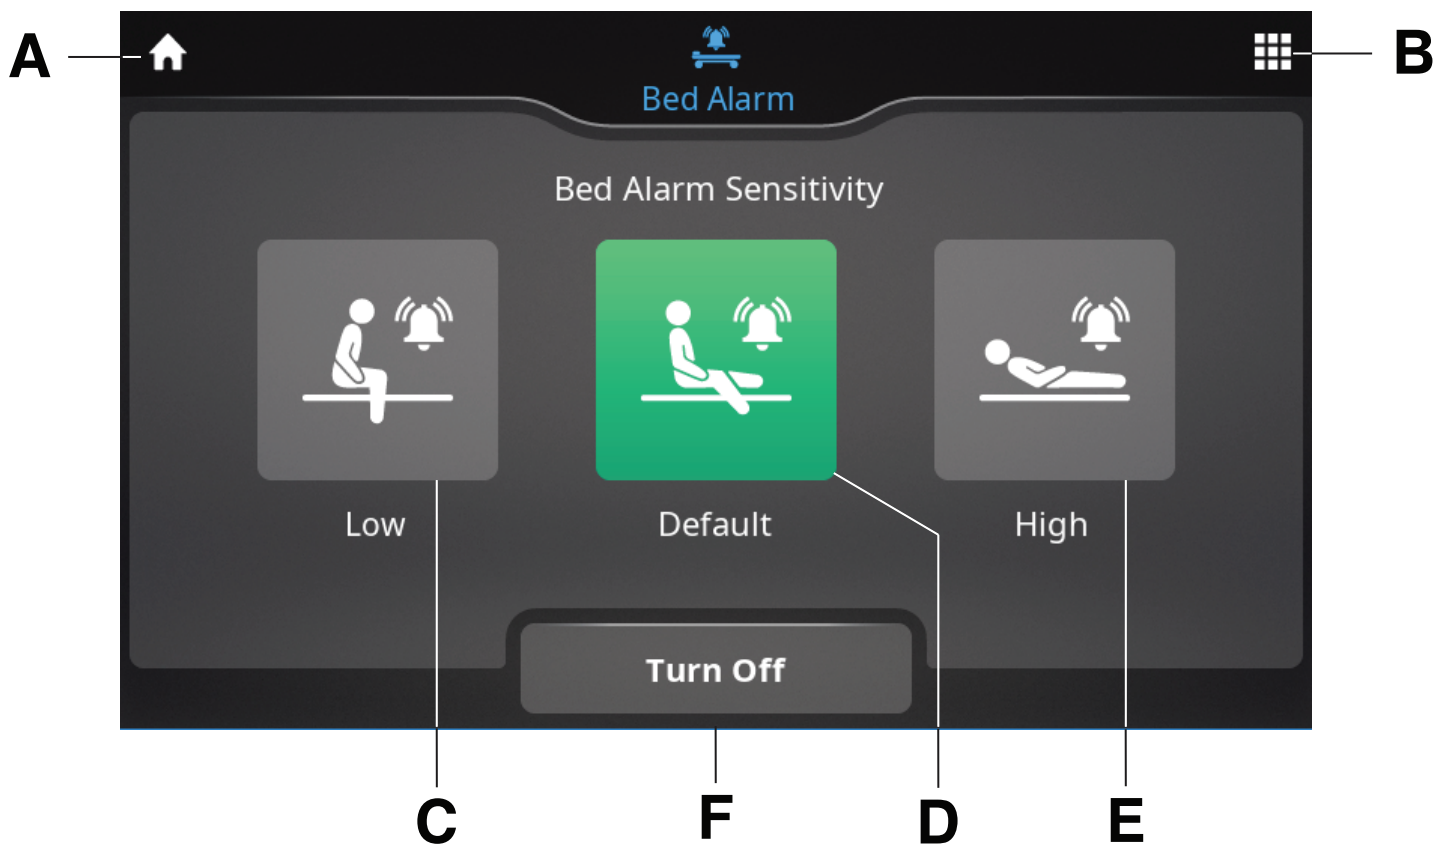 A
B
Bed Alarm
Bed Alarm Sensitivity
Low
Default
High
Turn Off
C
F
D
E